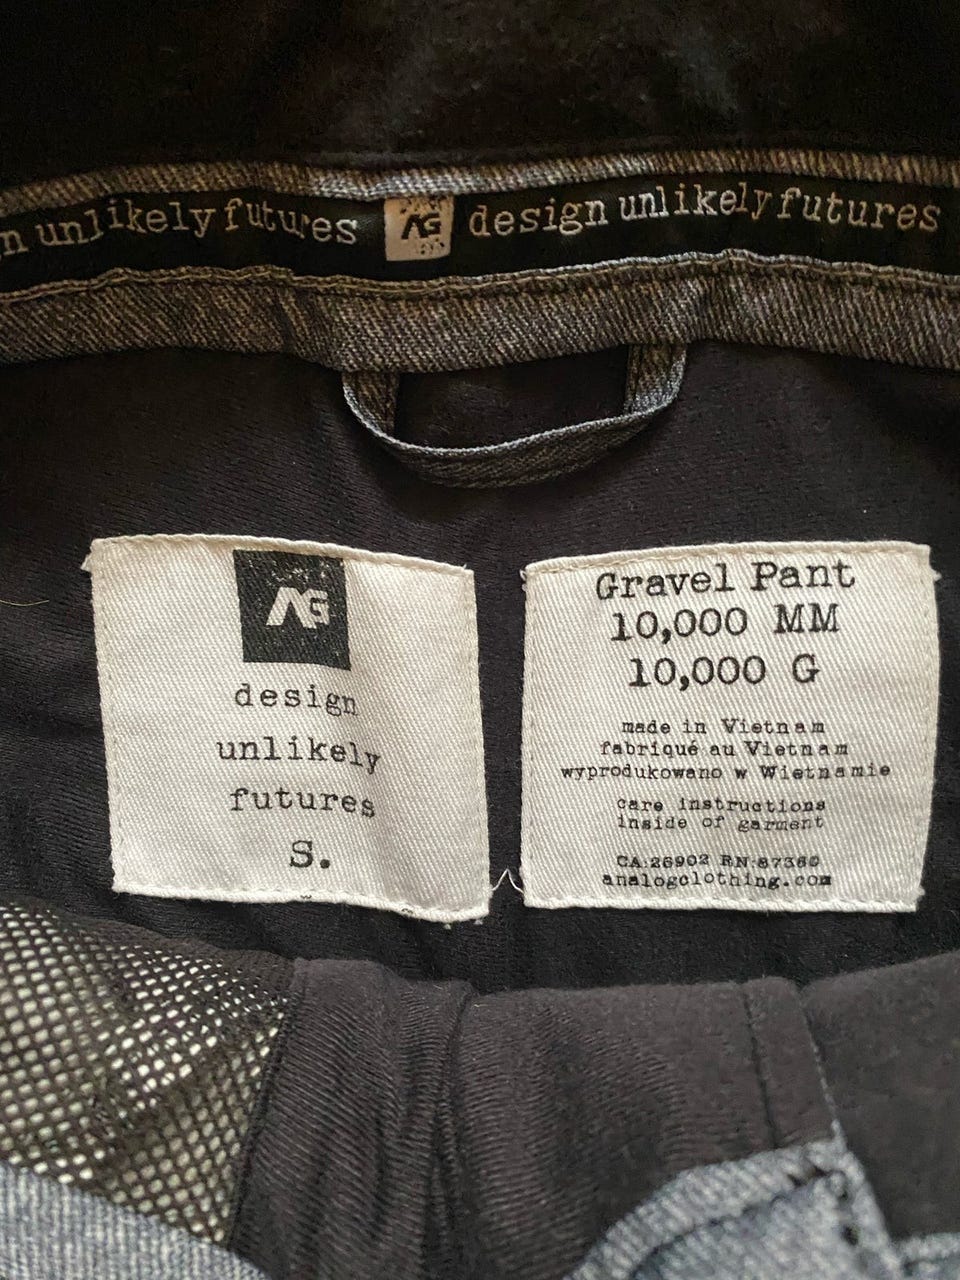 n unlikely futures AG design unlikely futures
AG
design
unlikely
futures
S.
Gravel Pant
10,000 MM
10,000 G
made in Vietnam
fabriqué au Vietnam
wyprodukowano w Wietnamie
care instructions
inside of garment
CA:26902 RN:87380
analogclothing.com